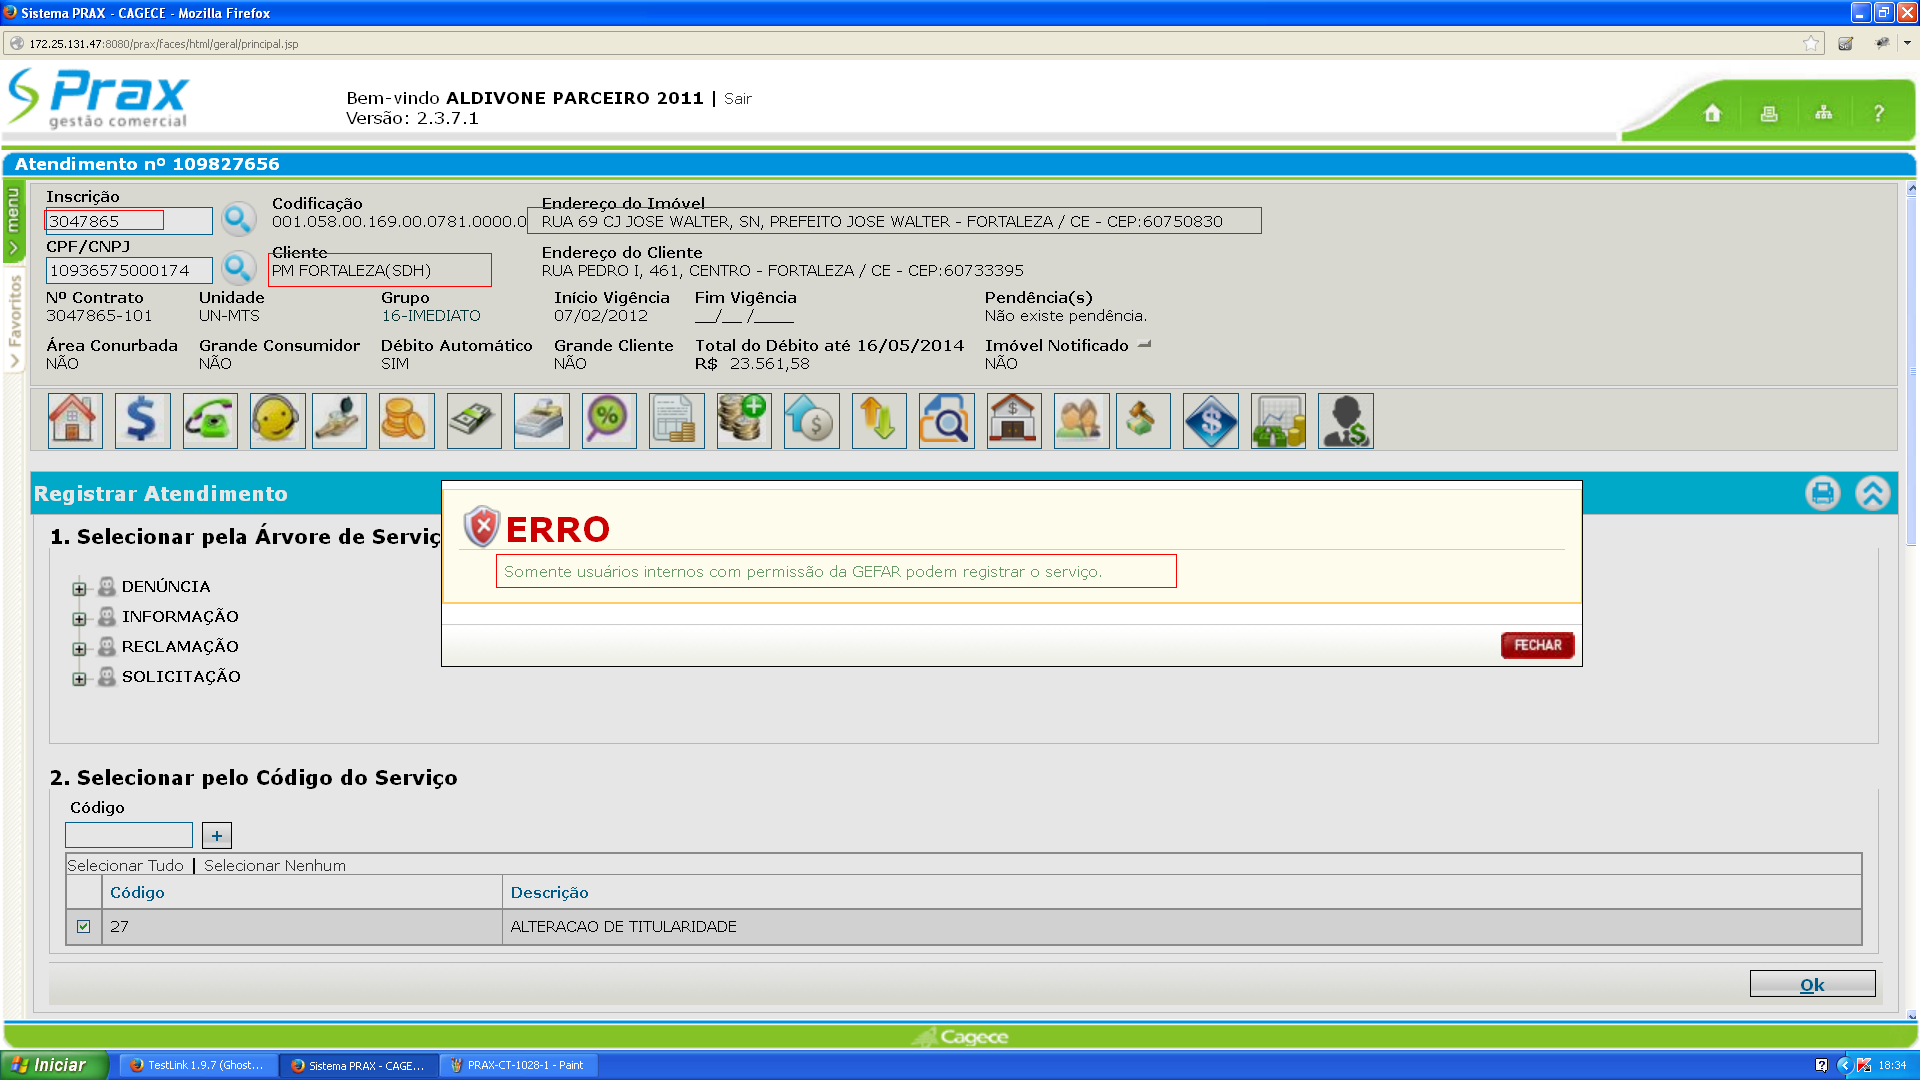 Sistema PRAX - CAGECE - Mozilla Firefox
172.25.131.47:8080/prax/faces/html/geral/principal.jsp
Prax
gestão comercial
Bem-vindo ALDIVONE PARCEIRO 2011 | Sair
Versão: 2.3.7.1
?
Atendimento nº 109827656
menu
Favoritos
Inscrição
3047865
Codificação
001.058.00.169.00.0781.0000.0
Endereço do Imóvel
RUA 69 CJ JOSE WALTER, SN, PREFEITO JOSE WALTER - FORTALEZA / CE - CEP:60750830
CPF/CNPJ
10936575000174
Cliente
PM FORTALEZA(SDH)
Endereço do Cliente
RUA PEDRO I, 461, CENTRO - FORTALEZA / CE - CEP:60733395
Nº Contrato Unidade Grupo Início Vigência Fim Vigência Pendência(s)
3047865-101 UN-MTS 16-IMEDIATO 07/02/2012 __/__ /____ Não existe pendência.
Área Conurbada Grande Consumidor Débito Automático Grande Cliente Total do Débito até 16/05/2014 Imóvel Notificado
NÃO NÃO SIM NÃO R$ 23.561,58 NÃO
Registrar Atendimento
1. Selecionar pela Árvore de Serviç
DENÚNCIA
INFORMAÇÃO
RECLAMAÇÃO
SOLICITAÇÃO
ERRO
Somente usuários internos com permissão da GEFAR podem registrar o serviço.
FECHAR
2. Selecionar pelo Código do Serviço
Código
+
Selecionar Tudo | Selecionar Nenhum
Código Descrição
27 ALTERACAO DE TITULARIDADE
Ok
Cagece
Iniciar
TestLink 1.9.7 (Ghost...
Sistema PRAX - CAGE...
PRAX-CT-1028-1 - Paint
18:34